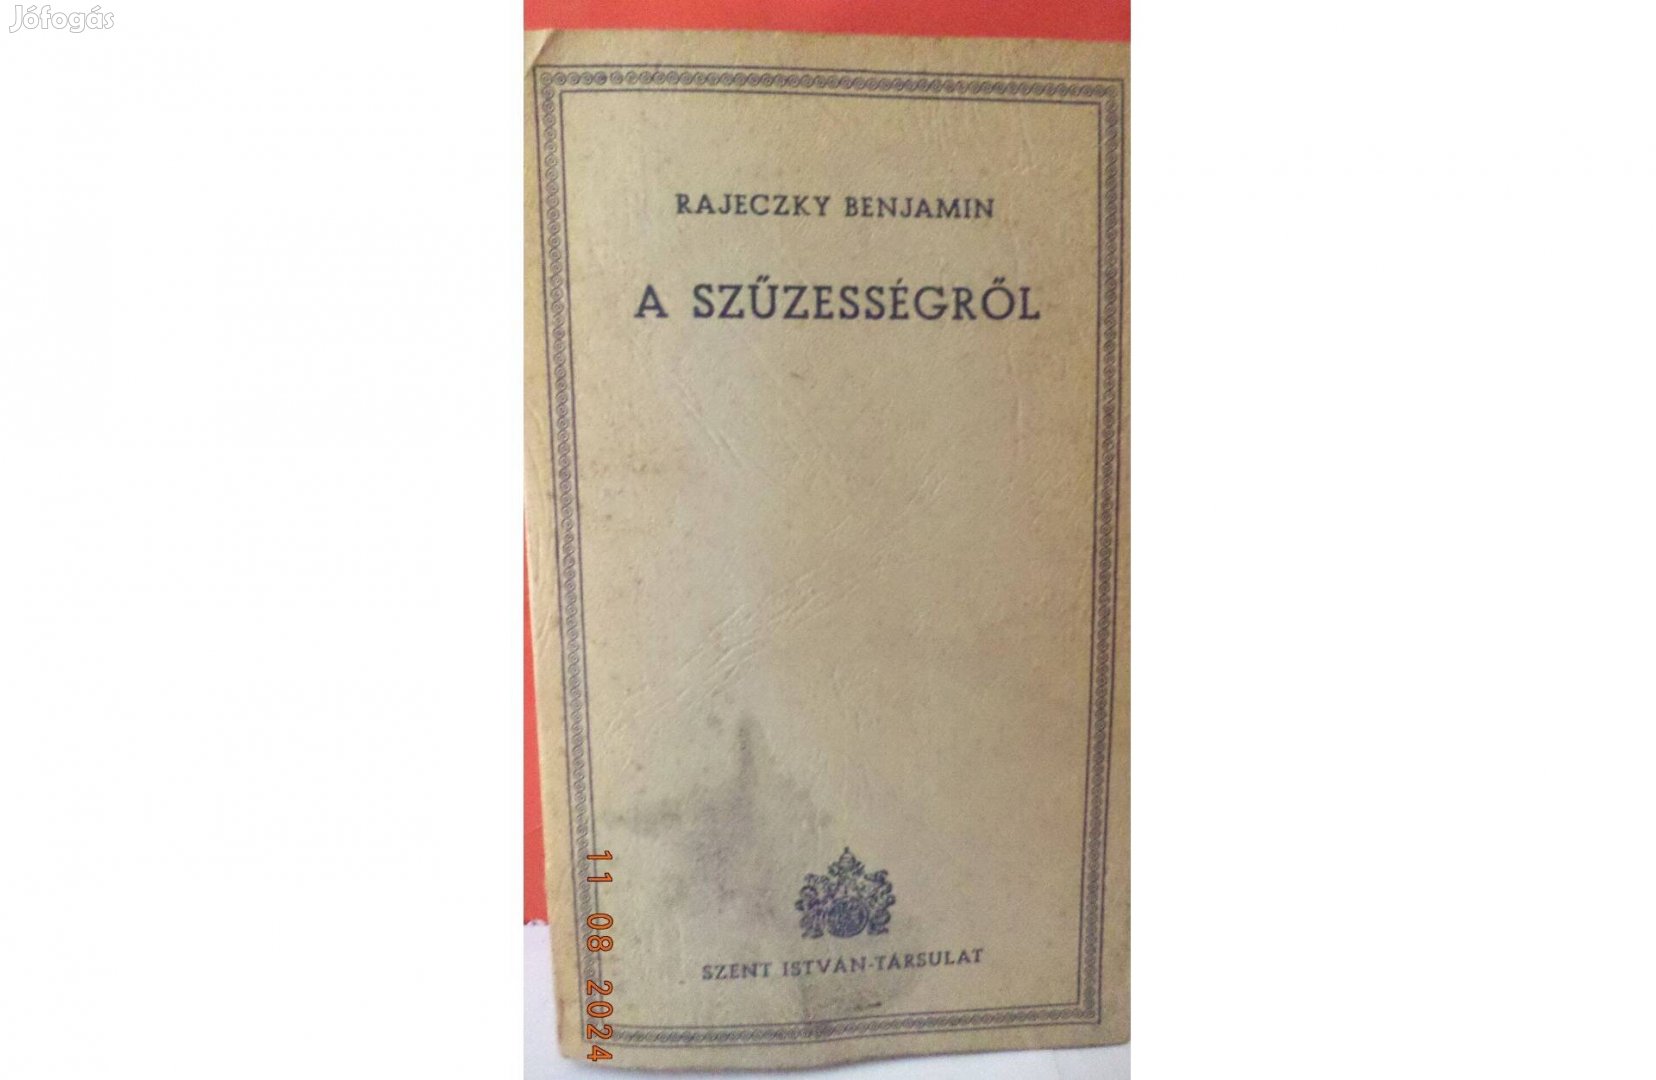 Jófogás
RAJECZKY BENJAMIN
A SZŰZESSÉGRŐL
SZENT ISTVÁN-TÁRSULAT
11 08 2024